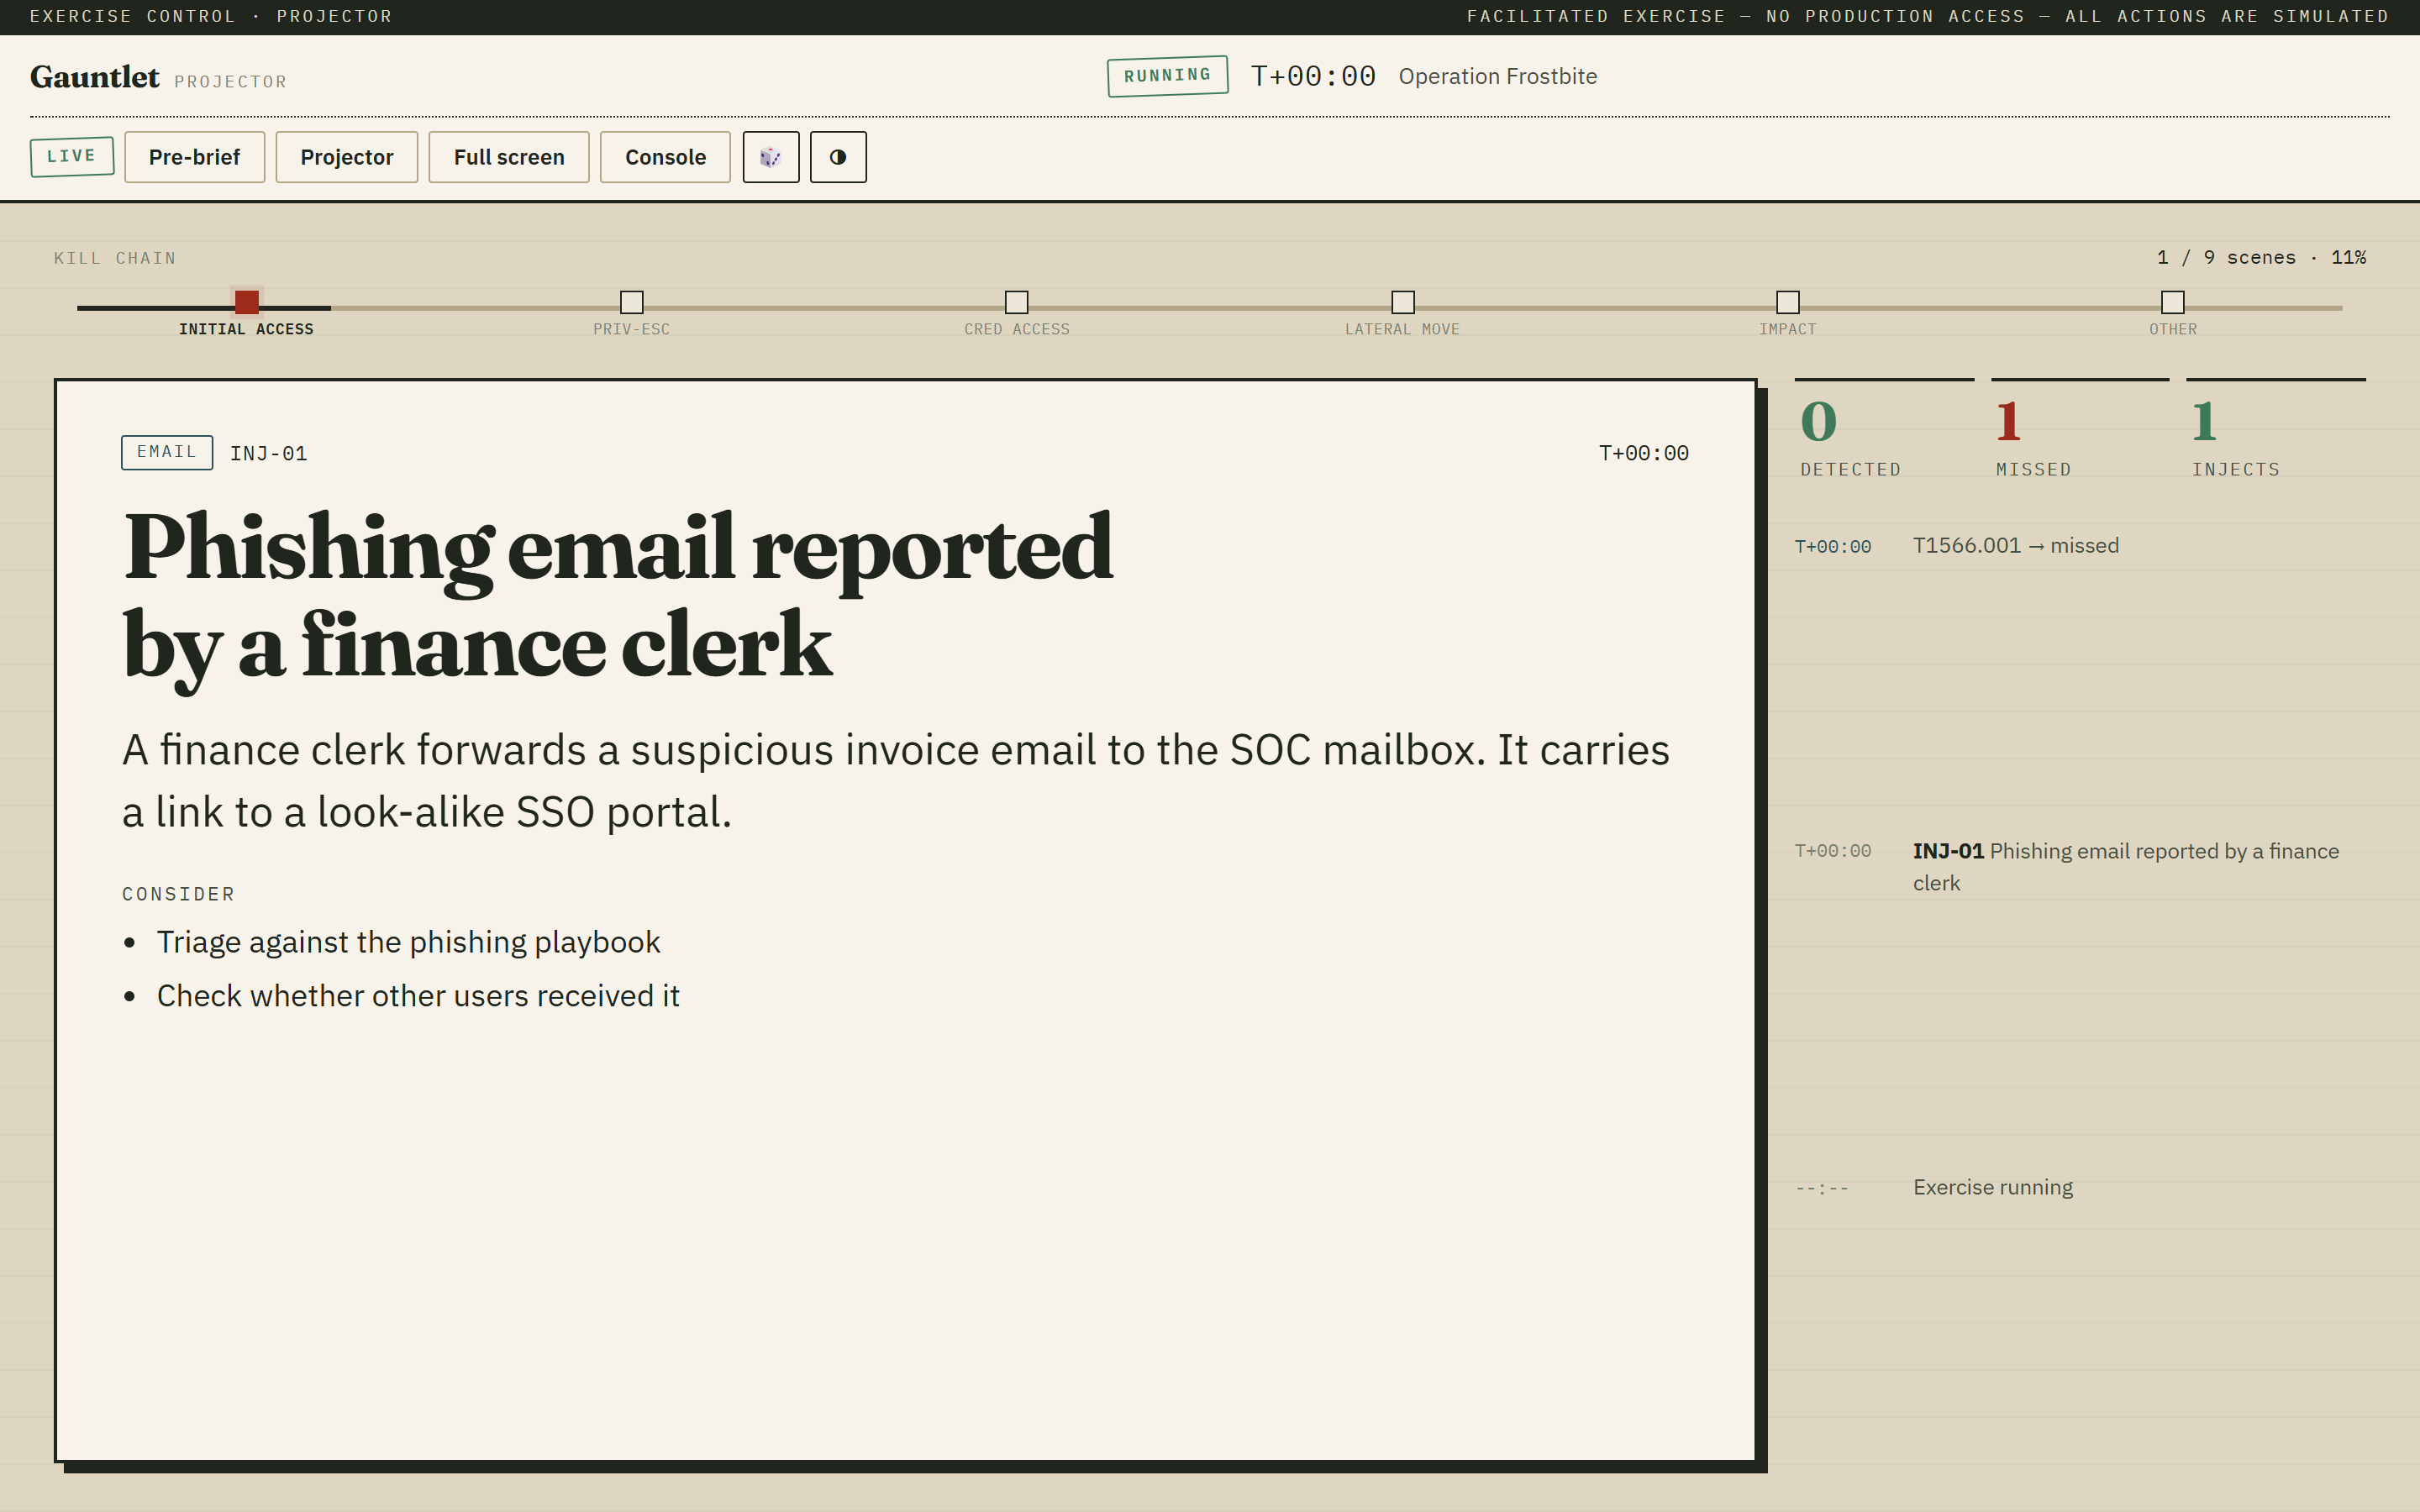 EXERCISE CONTROL · PROJECTOR
FACILITATED EXERCISE — NO PRODUCTION ACCESS — ALL ACTIONS ARE SIMULATED
Gauntlet PROJECTOR
RUNNING T+00:00 Operation Frostbite
LIVE Pre-brief Projector Full screen Console
KILL CHAIN
1 / 9 scenes · 11%
INITIAL ACCESS PRIV-ESC CRED ACCESS LATERAL MOVE IMPACT OTHER
EMAIL INJ-01 T+00:00
Phishing email reported
by a finance clerk
A finance clerk forwards a suspicious invoice email to the SOC mailbox. It carries
a link to a look-alike SSO portal.
CONSIDER
• Triage against the phishing playbook
• Check whether other users received it
0 1 1
DETECTED MISSED INJECTS
T+00:00 T1566.001 → missed
T+00:00 INJ-01 Phishing email reported by a finance
clerk
--:-- Exercise running